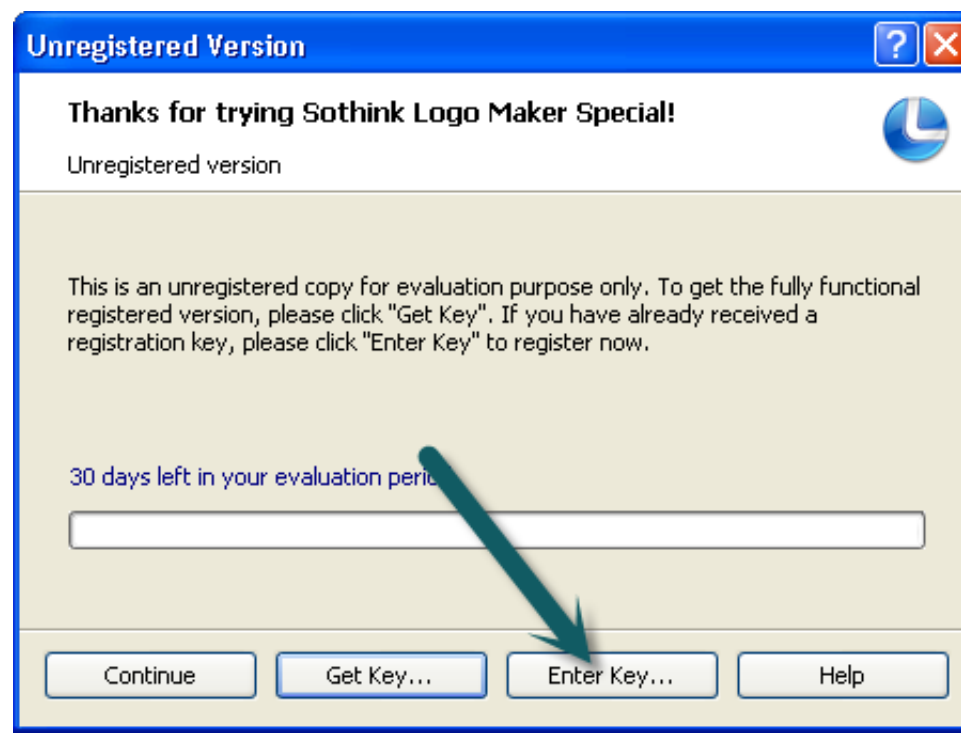 Unregistered Version
Thanks for trying Sothink Logo Maker Special!
Unregistered version
This is an unregistered copy for evaluation purpose only. To get the fully functional
registered version, please click "Get Key". If you have already received a
registration key, please click "Enter Key" to register now.
30 days left in your evaluation period
Continue Get Key... Enter Key... Help